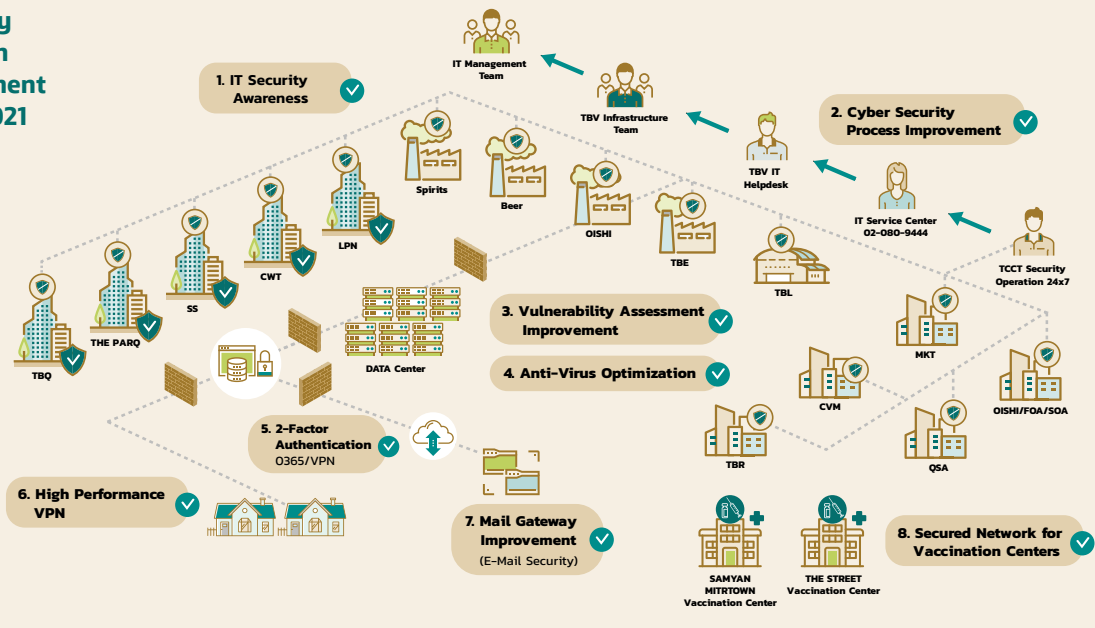 021
1. IT Security
Awareness
IT Management
Team
TBV Infrastructure
Team
2. Cyber Security
Process Improvement
TBV IT
Helpdesk
IT Service Center
02-080-9444
TCCT Security
Operation 24x7
Spirits
Beer
OISHI
TBE
TBL
LPN
CWT
SS
THE PARQ
TBQ
DATA Center
3. Vulnerability Assessment
Improvement
4. Anti-Virus Optimization
MKT
CVM
OISHI/FOA/SOA
TBR
QSA
5. 2-Factor
Authentication
O365/VPN
6. High Performance
VPN
7. Mail Gateway
Improvement
(E-Mail Security)
8. Secured Network for
Vaccination Centers
SAMYAN
MITRTOWN
Vaccination Center
THE STREET
Vaccination Center